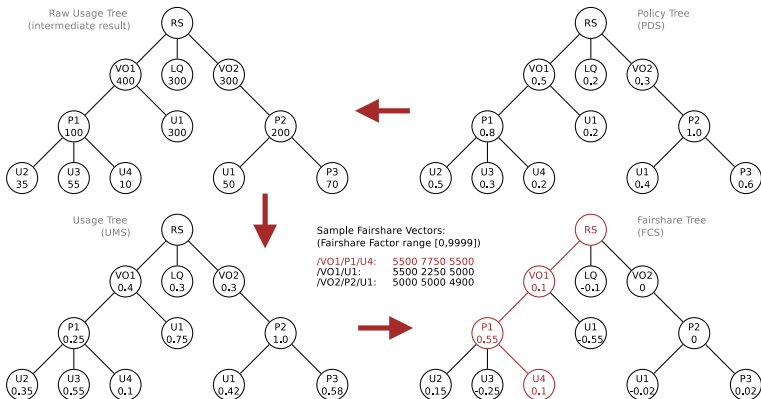 Raw Usage Tree
(intermediate result)
RS
VO1
400
LQ
300
VO2
300
P1
100
U1
300
P2
200
U2
35
U3
55
U4
10
U1
50
P3
70
Policy Tree
(PDS)
RS
VO1
0.5
LQ
0.2
VO2
0.3
P1
0.8
U1
0.2
P2
1.0
U2
0.5
U3
0.3
U4
0.2
U1
0.4
P3
0.6
Usage Tree
(UMS)
RS
VO1
0.4
LQ
0.3
VO2
0.3
P1
0.25
U1
0.75
P2
1.0
U2
0.35
U3
0.55
U4
0.1
U1
0.42
P3
0.58
Sample Fairshare Vectors:
(Fairshare Factor range [0,9999])
/VO1/P1/U4: 5500 7750 5500
/VO1/U1: 5500 2250 5000
/VO2/P2/U1: 5000 5000 4900
Fairshare Tree
(FCS)
RS
VO1
0.1
LQ
-0.1
VO2
0
P1
0.55
U1
-0.55
P2
0
U2
0.15
U3
-0.25
U4
0.1
U1
-0.02
P3
0.02